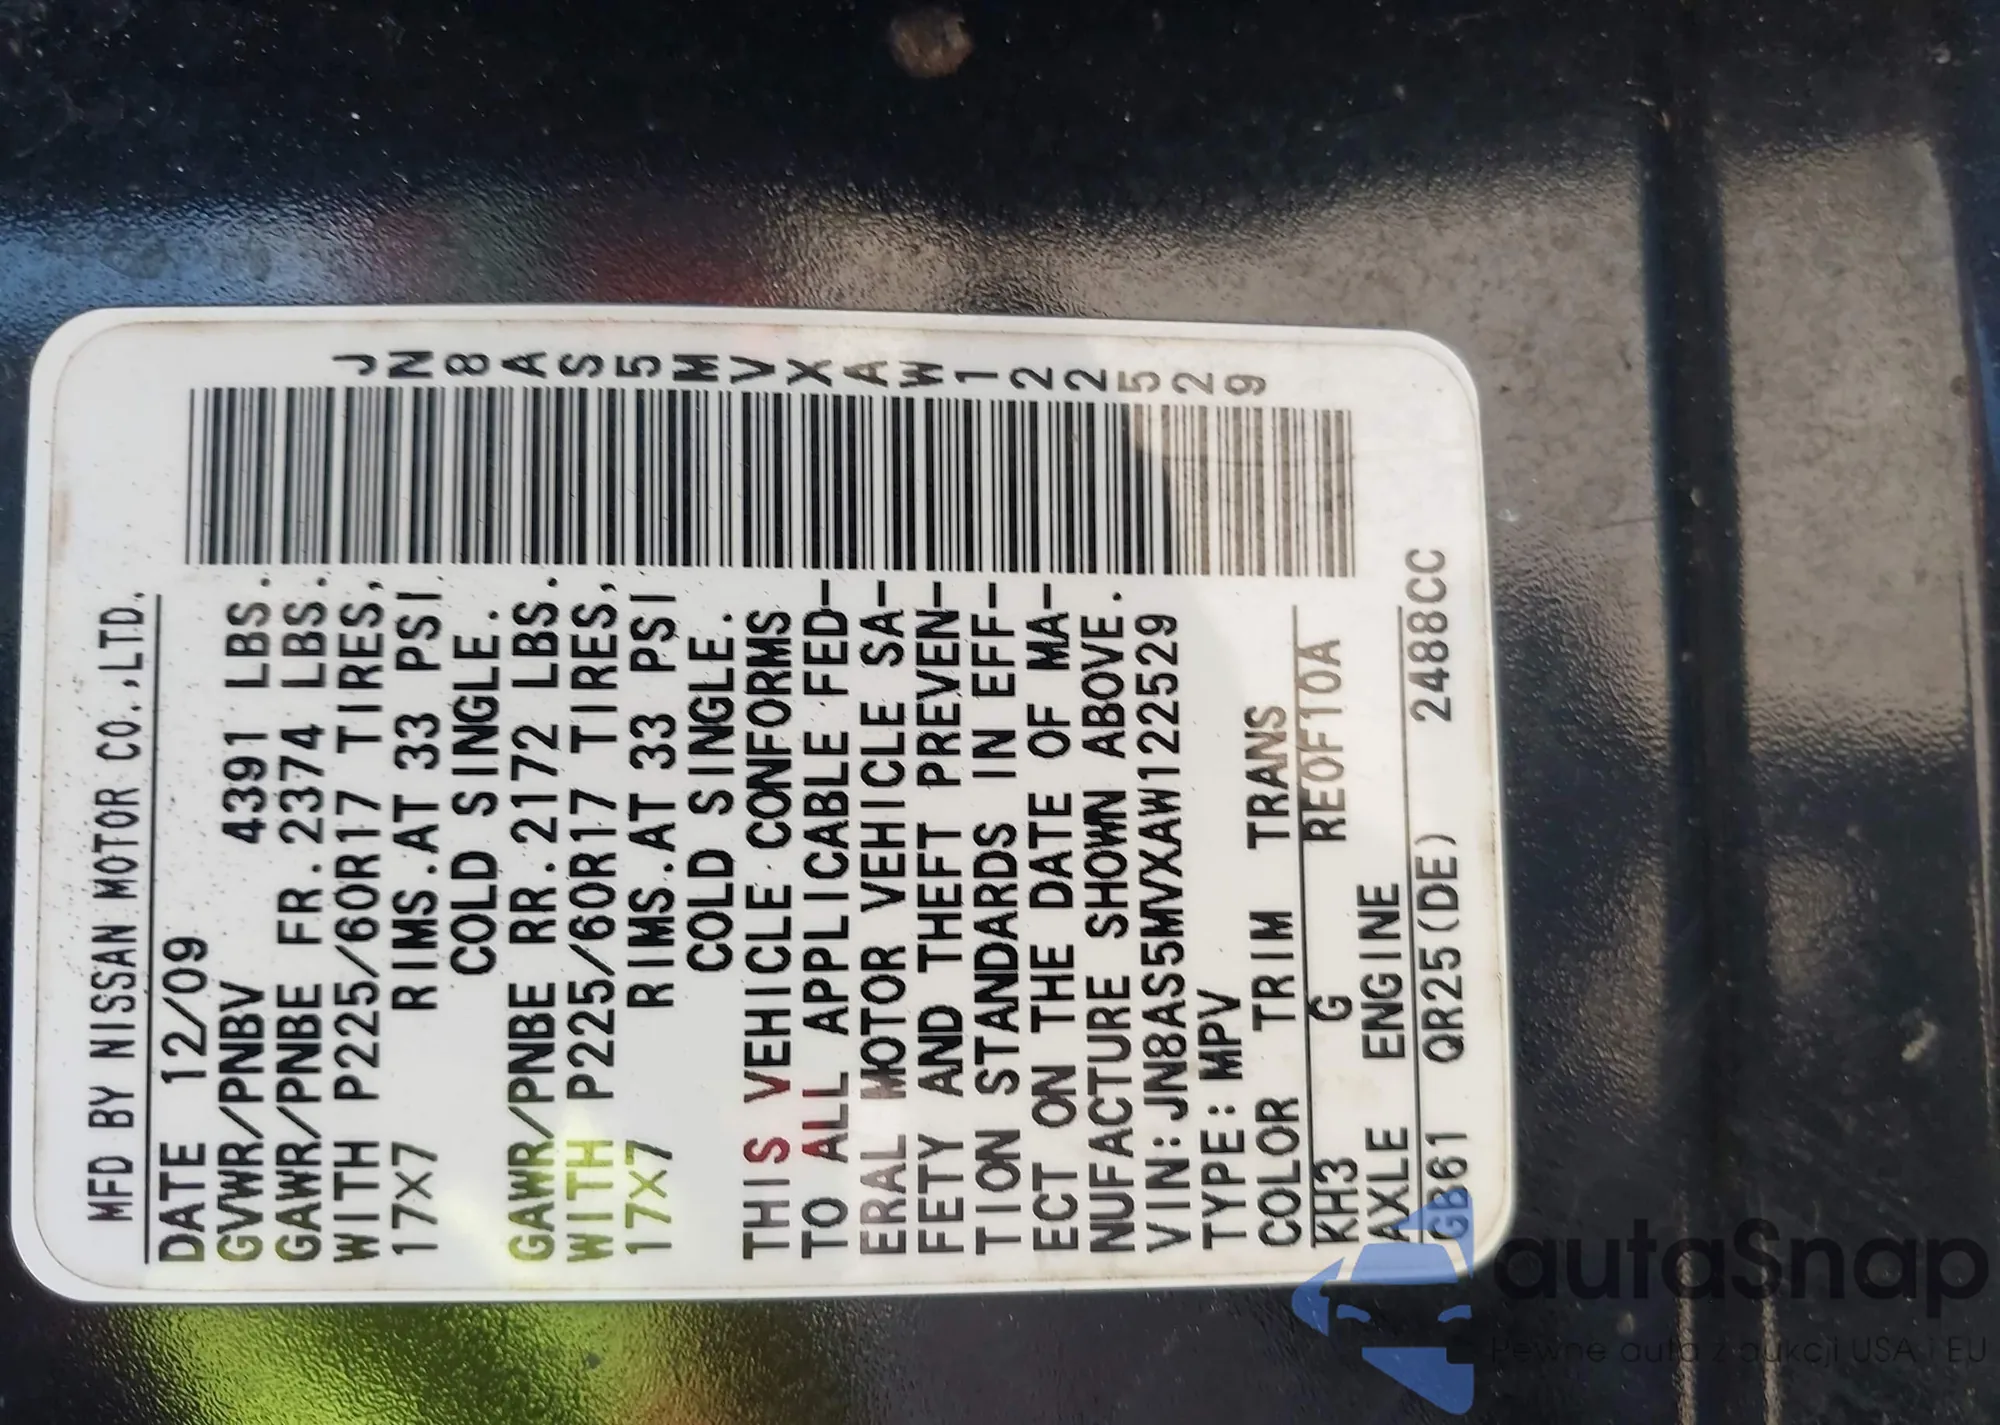 MFD BY NISSAN MOTOR CO.,LTD.
DATE 12/09
GVWR/PNBV 4391 LBS.
GAWR/PNBE FR.2374 LBS.
WITH P225/60R17 TIRES,
17×7 RIMS.AT 33 PSI
COLD SINGLE.
GAWR/PNBE RR.2172 LBS.
WITH P225/60R17 TIRES,
17×7 RIMS.AT 33 PSI
COLD SINGLE.
THIS VEHICLE CONFORMS
TO ALL APPLICABLE FED-
ERAL MOTOR VEHICLE SA-
FETY AND THEFT PREVEN-
TION STANDARDS IN EFF-
ECT ON THE DATE OF MA-
NUFACTURE SHOWN ABOVE.
VIN:JN8AS5MVXAW122529
TYPE:MPV
COLOR TRIM TRANS
KH3 G RE0F10A
AXLE ENGINE
GB61 QR25(DE) 2488CC
JN8AS5MVXAW122529
autaSnap
Pewne auta z aukcji USA i EU